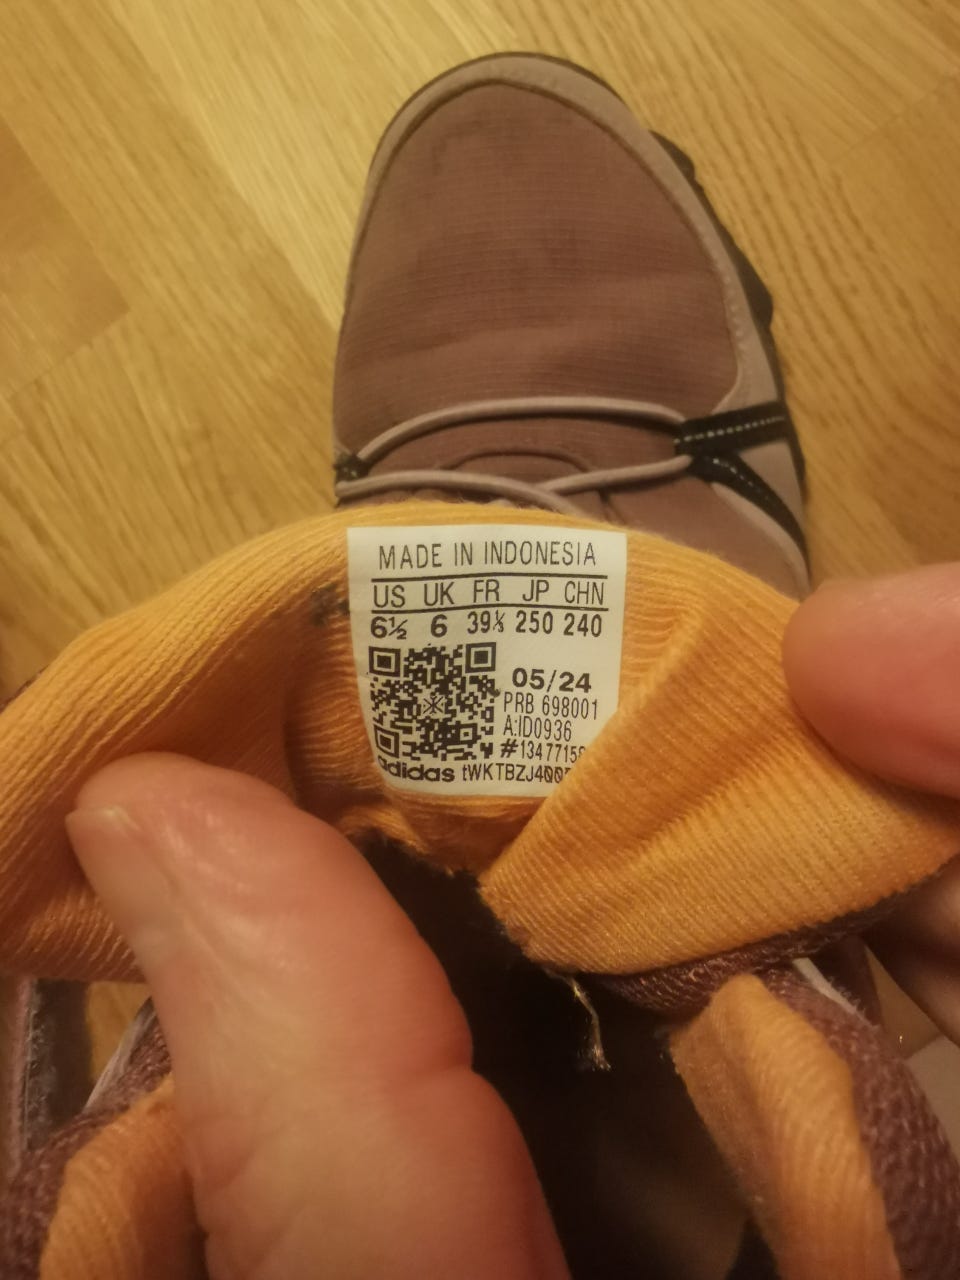 MADE IN INDONESIA
US UK FR JP CHN
6½ 6 39⅓ 250 240
05/24
PRB 698001
A:ID0936
#1347715
adidas